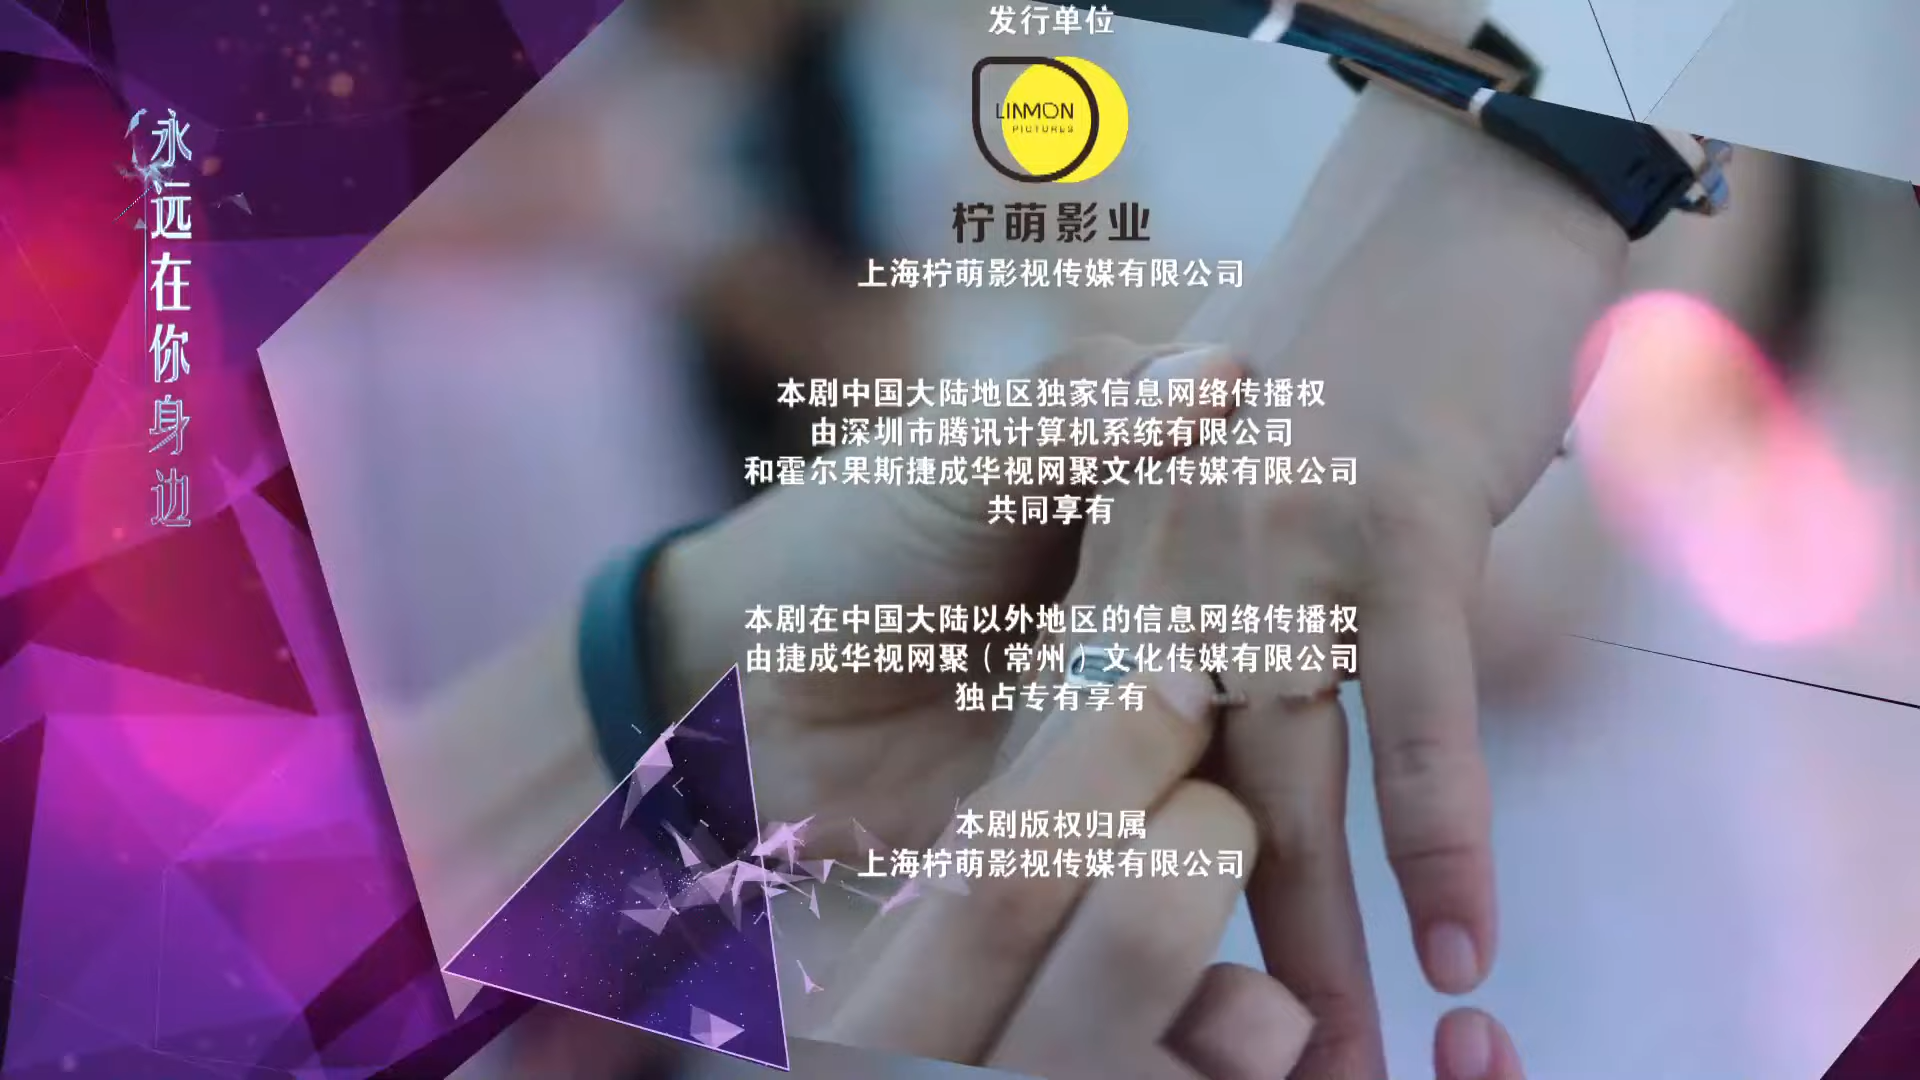 永远在你身边
发行单位
LINMON
PICTURES
柠萌影业
上海柠萌影视传媒有限公司
本剧中国大陆地区独家信息网络传播权
由深圳市腾讯计算机系统有限公司
和霍尔果斯捷成华视网聚文化传媒有限公司
共同享有
本剧在中国大陆以外地区的信息网络传播权
由捷成华视网聚（常州）文化传媒有限公司
独占专有享有
本剧版权归属
上海柠萌影视传媒有限公司